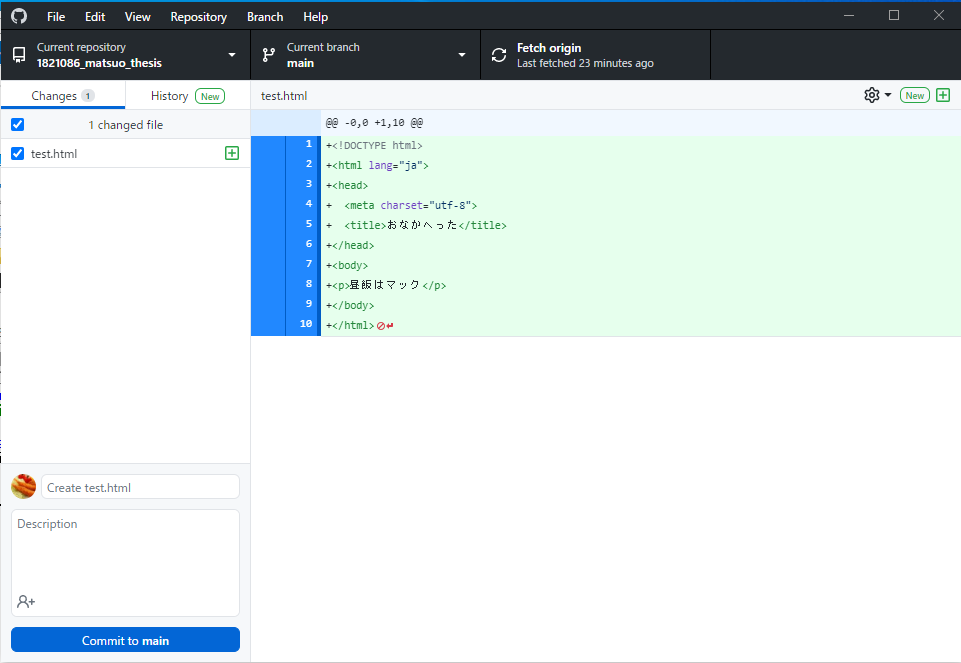 File Edit View Repository Branch Help
Current repository
1821086_matsuo_thesis
Current branch
main
Fetch origin
Last fetched 23 minutes ago
Changes 1
History New
test.html
New
1 changed file
test.html
@@ -0,0 +1,10 @@
1 +<!DOCTYPE html>
2 +<html lang="ja">
3 +<head>
4 +  <meta charset="utf-8">
5 +  <title>おなかへった</title>
6 +</head>
7 +<body>
8 +<p>昼飯はマック</p>
9 +</body>
10 +</html>
Create test.html
Description
Commit to main